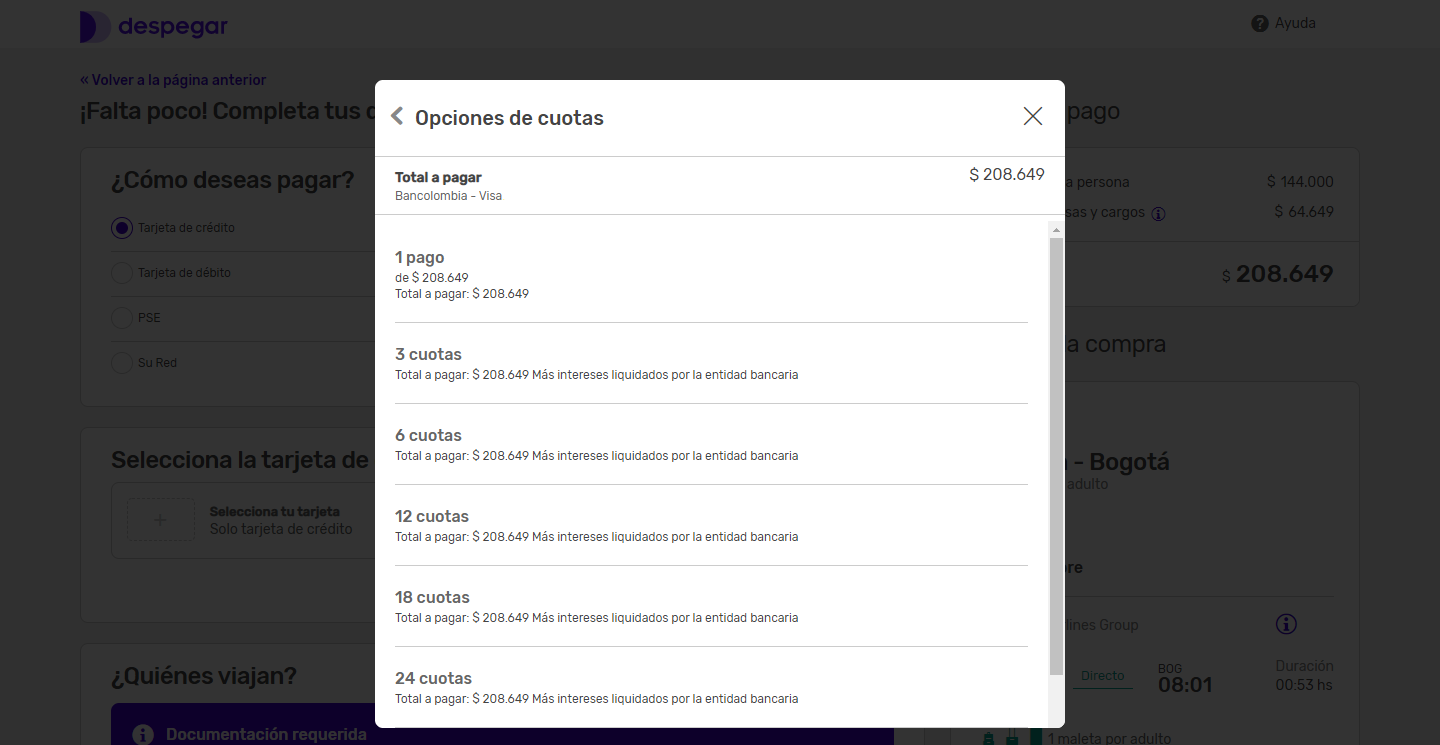 despegar
Ayuda
« Volver a la página anterior
¡Falta poco! Completa tus
pago
¿Cómo deseas pagar?
Tarjeta de crédito
Tarjeta de débito
PSE
Su Red
Selecciona la tarjeta de
Selecciona tu tarjeta
Solo tarjeta de crédito
¿Quiénes viajan?
Documentación requerida
Opciones de cuotas
Total a pagar
$ 208.649
Bancolombia - Visa
1 pago
de $ 208.649
Total a pagar: $ 208.649
3 cuotas
Total a pagar: $ 208.649 Más intereses liquidados por la entidad bancaria
6 cuotas
Total a pagar: $ 208.649 Más intereses liquidados por la entidad bancaria
12 cuotas
Total a pagar: $ 208.649 Más intereses liquidados por la entidad bancaria
18 cuotas
Total a pagar: $ 208.649 Más intereses liquidados por la entidad bancaria
24 cuotas
Total a pagar: $ 208.649 Más intereses liquidados por la entidad bancaria
a persona
$ 144.000
sas y cargos
$ 64.649
$ 208.649
a compra
- Bogotá
adulto
bre
lines Group
Directo
BOG
08:01
Duración
00:53 hs
1 maleta por adulto